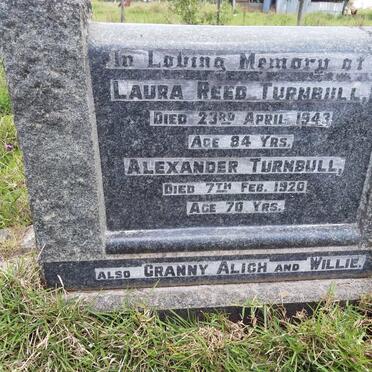 In Loving Memory of
LAURA REED TURNBULL,
DIED 23RD APRIL 1943
AGE 84 YRS.
ALEXANDER TURNBULL,
DIED 7TH FEB. 1920
AGE 70 YRS.
ALSO GRANNY ALICH AND WILLIE.